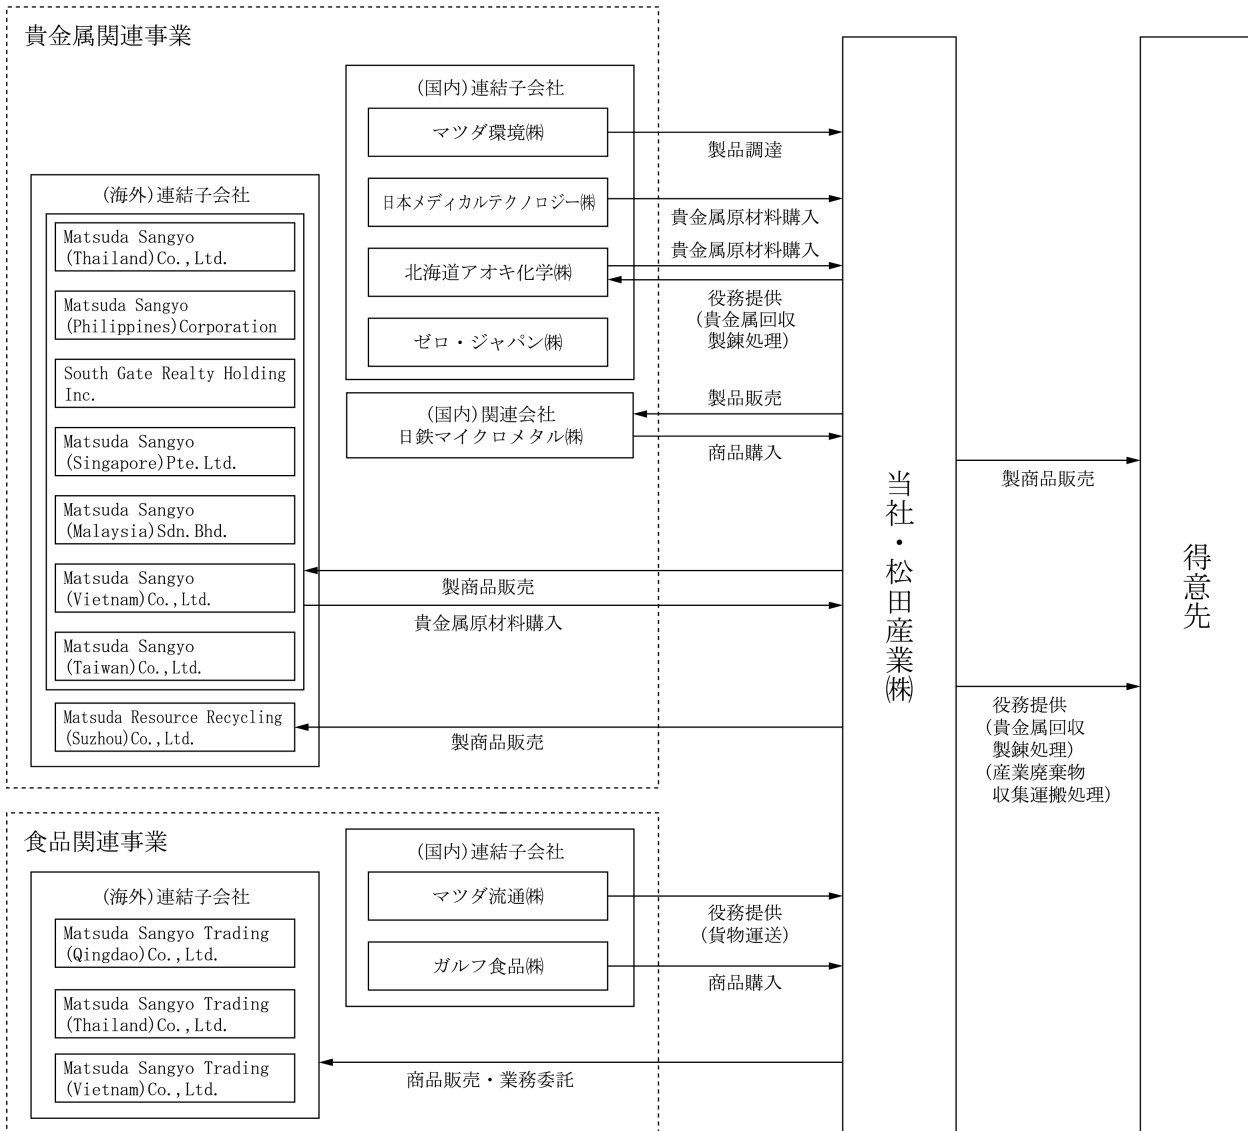 貴金属関連事業
(国内)連結子会社
マツダ環境㈱
製品調達
日本メディカルテクノロジー㈱
貴金属原材料購入
北海道アオキ化学㈱
貴金属原材料購入
役務提供
(貴金属回収
製錬処理)
ゼロ・ジャパン㈱
(国内)関連会社
日鉄マイクロメタル㈱
製品販売
商品購入
(海外)連結子会社
Matsuda Sangyo
(Thailand)Co.,Ltd.
Matsuda Sangyo
(Philippines)Corporation
South Gate Realty Holding
Inc.
Matsuda Sangyo
(Singapore)Pte.Ltd.
Matsuda Sangyo
(Malaysia)Sdn.Bhd.
Matsuda Sangyo
(Vietnam)Co.,Ltd.
Matsuda Sangyo
(Taiwan)Co.,Ltd.
製商品販売
貴金属原材料購入
Matsuda Resource Recycling
(Suzhou)Co.,Ltd.
製商品販売
食品関連事業
(国内)連結子会社
マツダ流通㈱
役務提供
(貨物運送)
ガルフ食品㈱
商品購入
(海外)連結子会社
Matsuda Sangyo Trading
(Qingdao)Co.,Ltd.
Matsuda Sangyo Trading
(Thailand)Co.,Ltd.
Matsuda Sangyo Trading
(Vietnam)Co.,Ltd.
商品販売・業務委託
当社・松田産業㈱
製商品販売
役務提供
(貴金属回収
製錬処理)
(産業廃棄物
収集運搬処理)
得意先